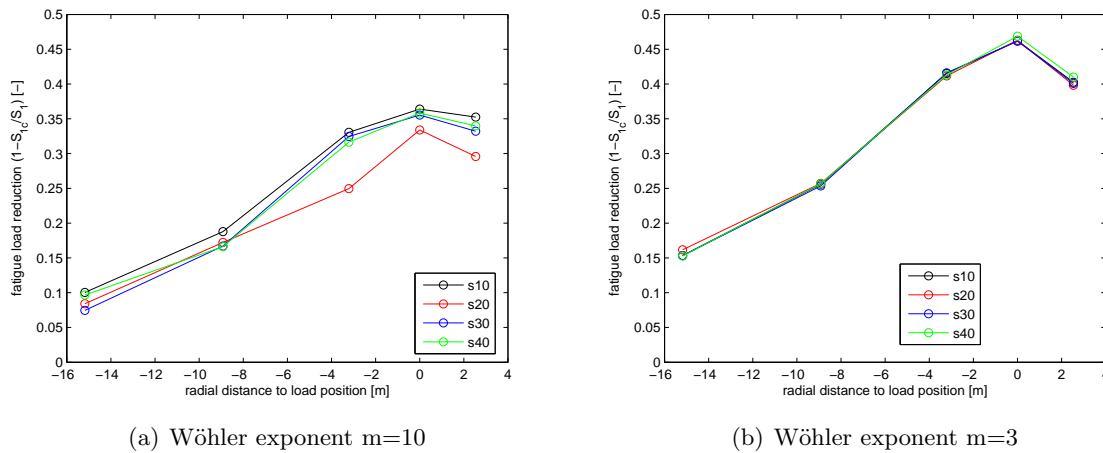 0.5
0.45
0.4
0.35
0.3
0.25
0.2
0.15
0.1
0.05
0
fatigue load reduction (1−S1c/S1) [−]
−16 −14 −12 −10 −8 −6 −4 −2 0 2 4
radial distance to load position [m]
s10
s20
s30
s40
(a) Wöhler exponent m=10
0.5
0.45
0.4
0.35
0.3
0.25
0.2
0.15
0.1
0.05
0
fatigue load reduction (1−S1c/S1) [−]
−16 −14 −12 −10 −8 −6 −4 −2 0 2 4
radial distance to load position [m]
s10
s20
s30
s40
(b) Wöhler exponent m=3